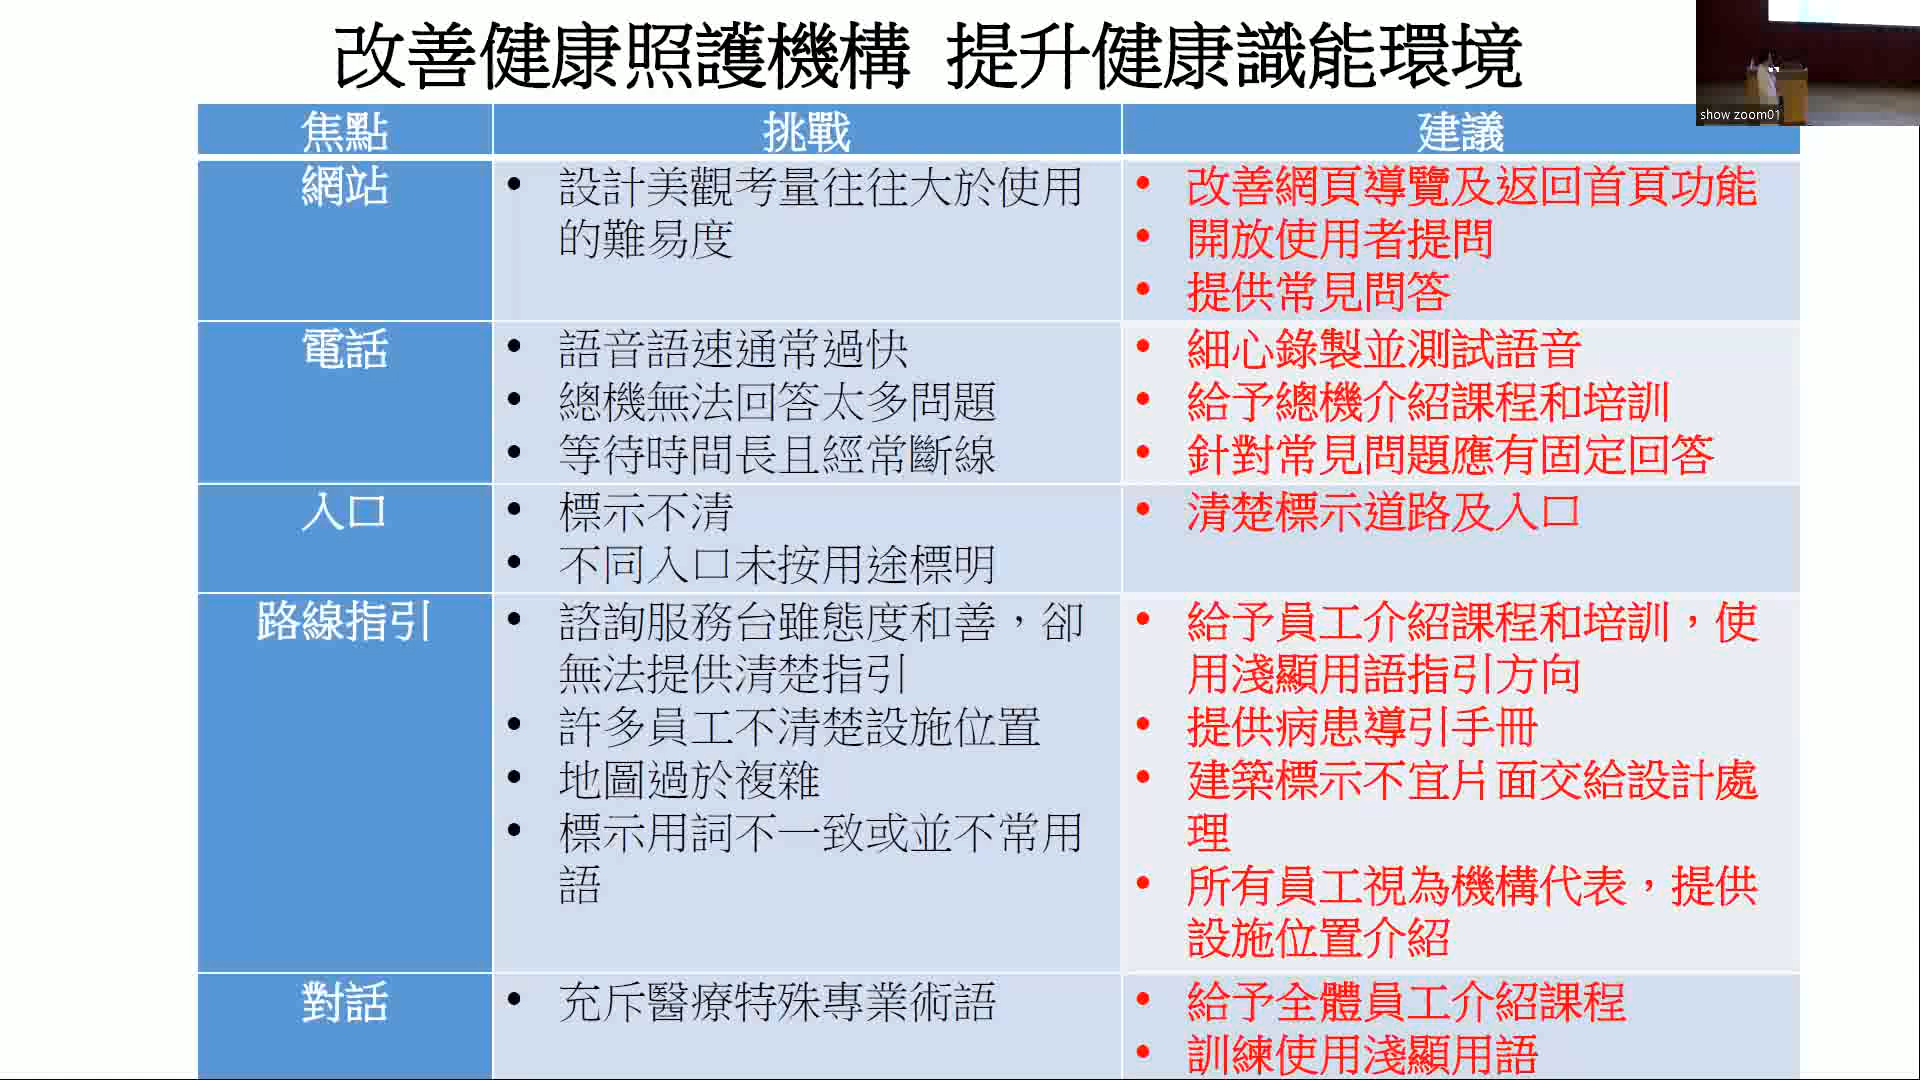 改善健康照護機構 提升健康識能環境
show zoom01
焦點 挑戰 建議
網站
• 設計美觀考量往往大於使用
的難易度
• 改善網頁導覽及返回首頁功能
• 開放使用者提問
• 提供常見問答
電話
• 語音語速通常過快
• 總機無法回答太多問題
• 等待時間長且經常斷線
• 細心錄製並測試語音
• 給予總機介紹課程和培訓
• 針對常見問題應有固定回答
入口
• 標示不清
• 不同入口未按用途標明
• 清楚標示道路及入口
路線指引
• 諮詢服務台雖態度和善，卻
無法提供清楚指引
• 許多員工不清楚設施位置
• 地圖過於複雜
• 標示用詞不一致或並不常用
語
• 給予員工介紹課程和培訓，使
用淺顯用語指引方向
• 提供病患導引手冊
• 建築標示不宜片面交給設計處
理
• 所有員工視為機構代表，提供
設施位置介紹
對話
• 充斥醫療特殊專業術語
• 給予全體員工介紹課程
• 訓練使用淺顯用語